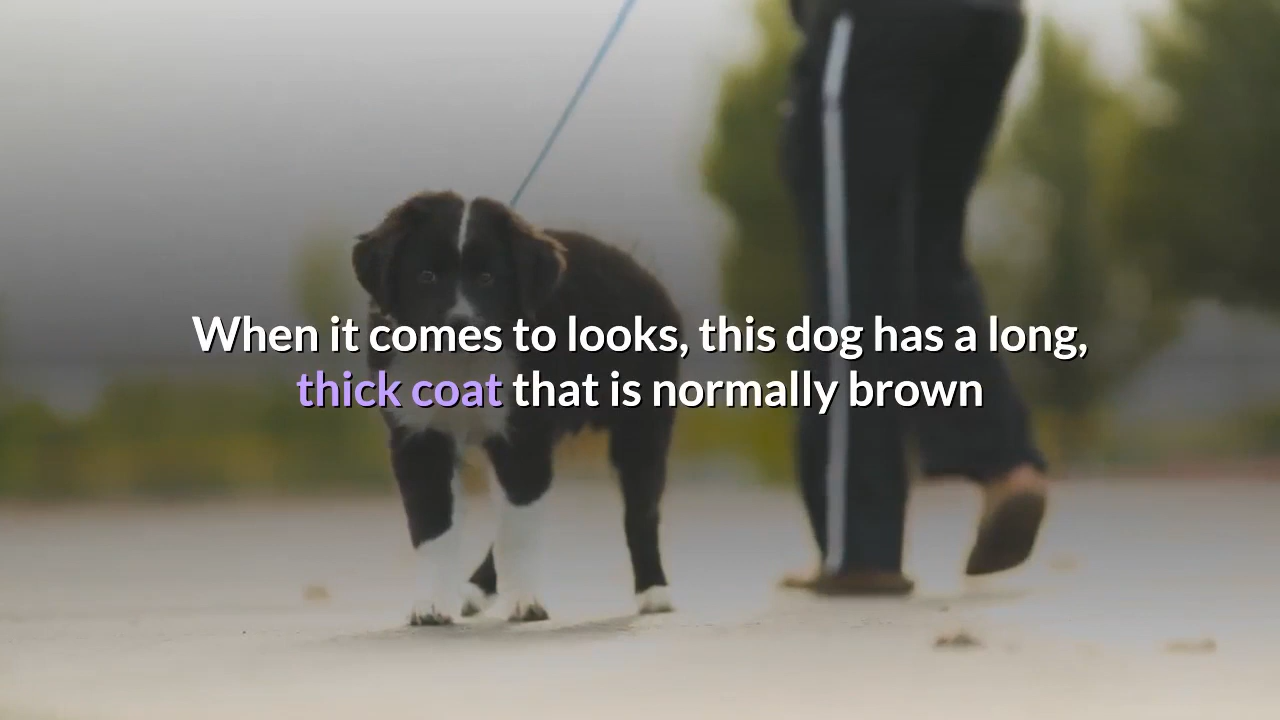 When it comes to looks, this dog has a long,
thick coat that is normally brown